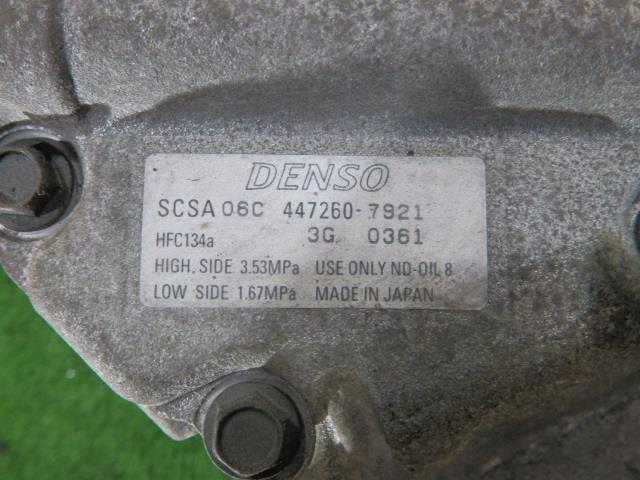 DENSO
SCSA 06C 447260-7921
HFC134a 3G 0361
HIGH. SIDE 3.53MPa USE ONLY ND-OIL 8
LOW SIDE 1.67MPa MADE IN JAPAN